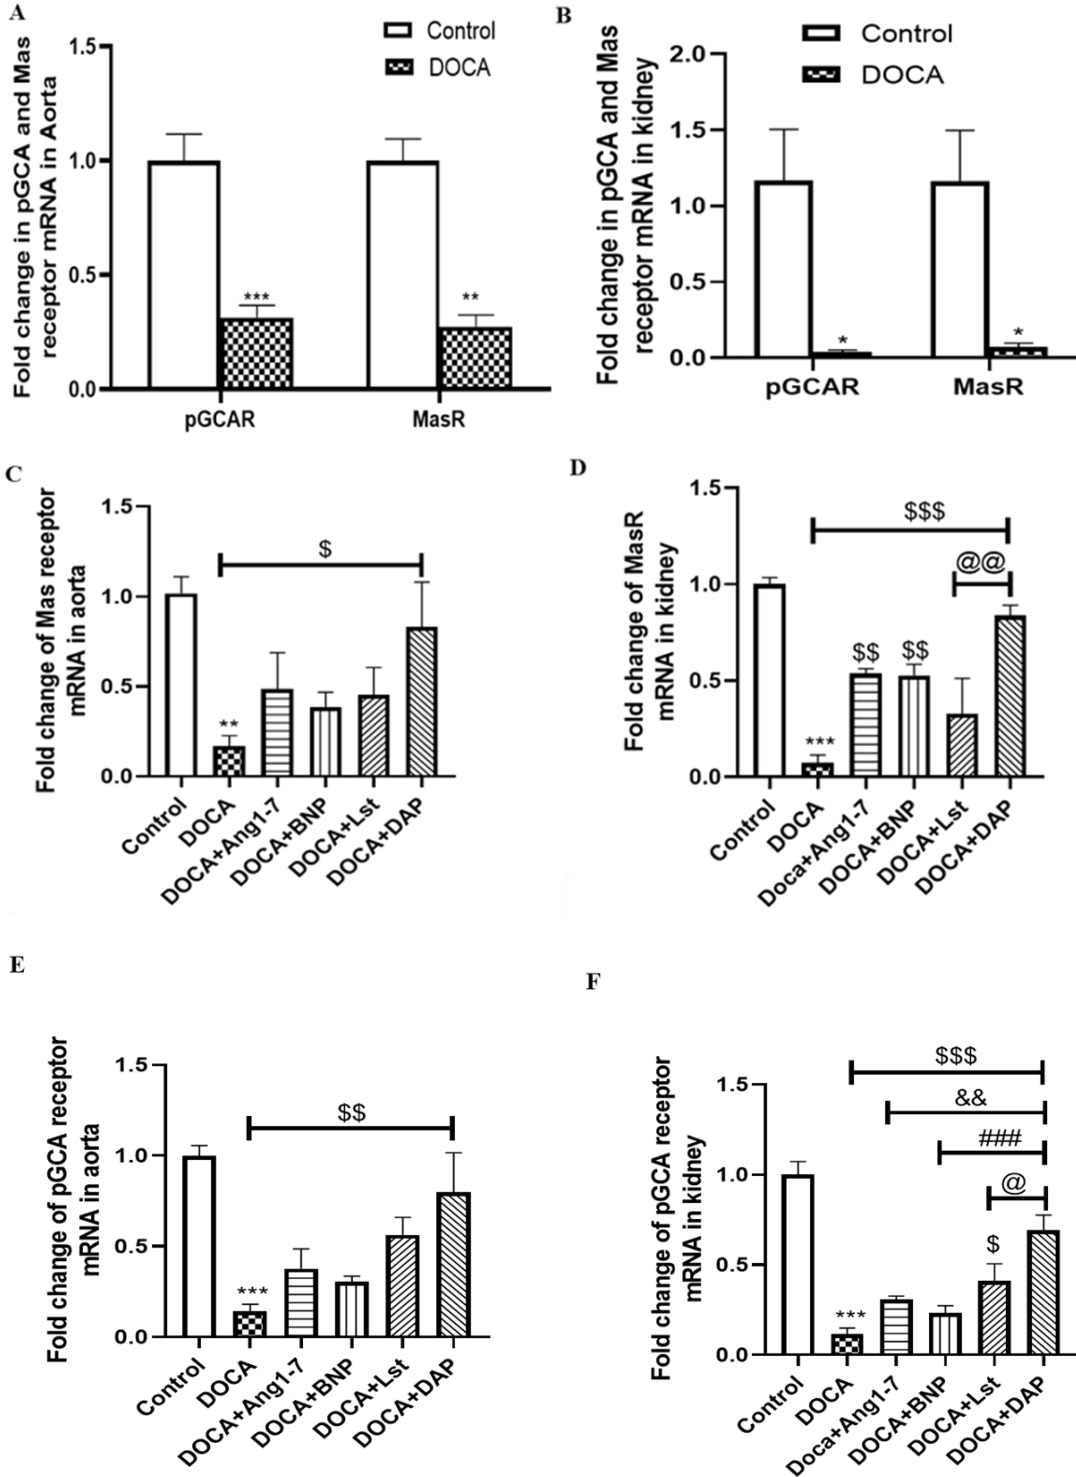 A
Fold change in pGCA and Mas
receptor mRNA in Aorta
Control
DOCA
1.5
1.0
0.5
0.0
***
**
pGCAR
MasR
B
Fold change in pGCA and Mas
receptor mRNA in kidney
Control
DOCA
2.0
1.5
1.0
0.5
0.0
*
*
pGCAR
MasR
C
Fold change of Mas receptor
mRNA in aorta
1.5
1.0
0.5
0.0
$
**
Control
DOCA
DOCA+Ang1-7
DOCA+BNP
DOCA+Lst
DOCA+DAP
D
Fold change of MasR
mRNA in kidney
1.5
1.0
0.5
0.0
$$$
@@
$$
$$
***
Control
DOCA
Doca+Ang1-7
DOCA+BNP
DOCA+Lst
DOCA+DAP
E
Fold change of pGCA receptor
mRNA in aorta
1.5
1.0
0.5
0.0
$$
***
Control
DOCA
DOCA+Ang1-7
DOCA+BNP
DOCA+Lst
DOCA+DAP
F
Fold change of pGCA receptor
mRNA in kidney
1.5
1.0
0.5
0.0
$$$
&&
###
@
$
***
Control
DOCA
Doca+Ang1-7
DOCA+BNP
DOCA+Lst
DOCA+DAP